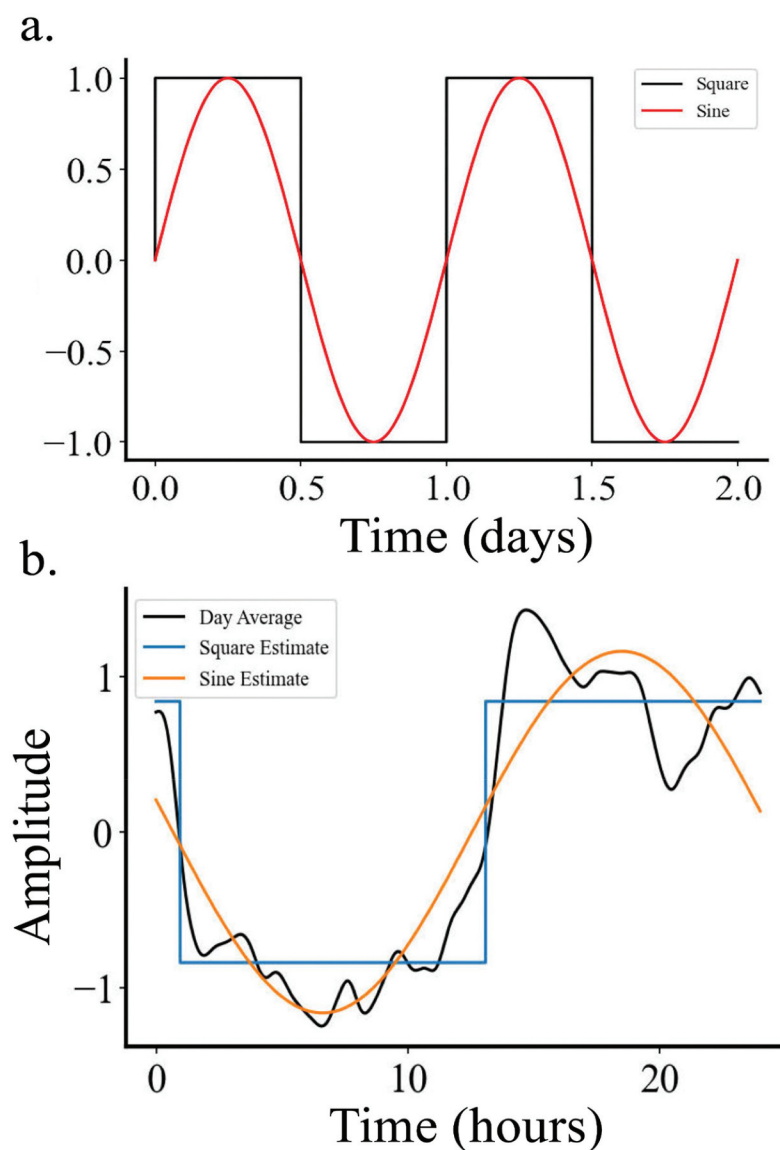 a.
1.0
0.5
0.0
−0.5
−1.0
Square
Sine
0.0 0.5 1.0 1.5 2.0
Time (days)
b.
Day Average
Square Estimate
Sine Estimate
Amplitude
1
0
−1
0 10 20
Time (hours)